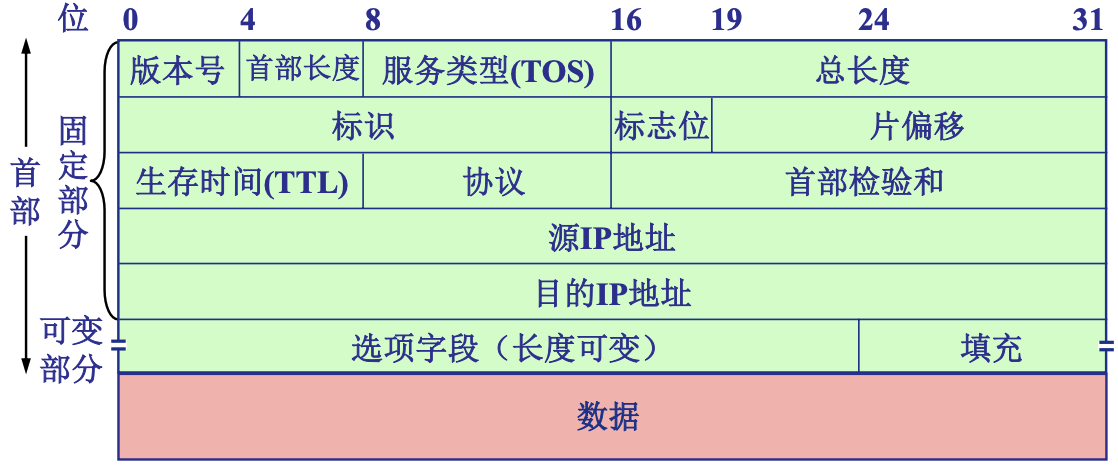 位 0 4 8 16 19 24 31
版本号 首部长度 服务类型(TOS) 总长度
标识 标志位 片偏移
生存时间(TTL) 协议 首部检验和
源IP地址
目的IP地址
选项字段（长度可变） 填充
数据
首部
固定部分
可变
部分